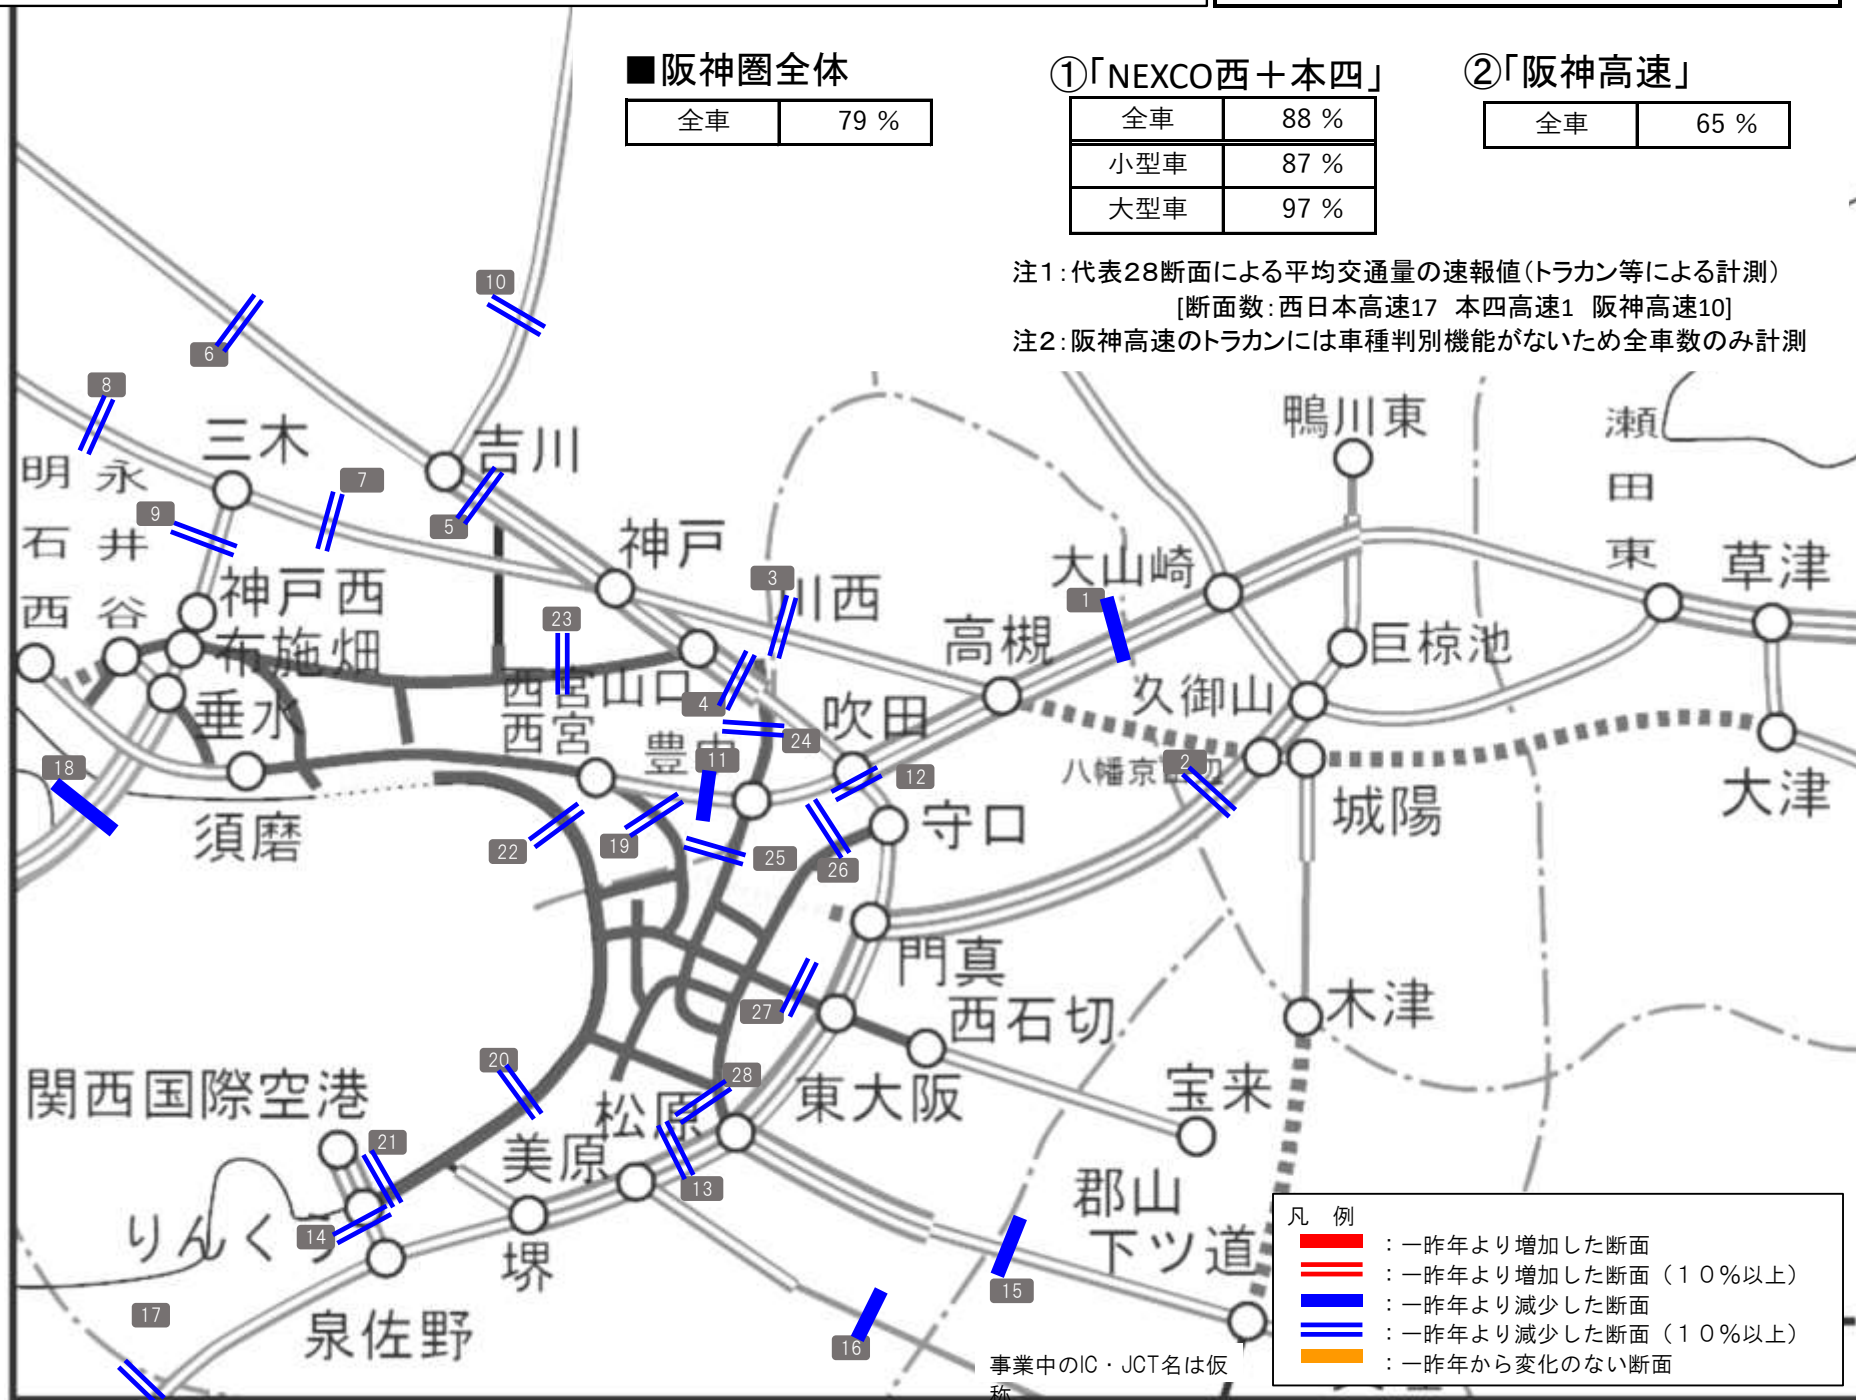 ■阪神圏全体
全車 79 %
①「NEXCO西＋本四」
全車 88 %
小型車 87 %
大型車 97 %
②「阪神高速」
全車 65 %
注１：代表２８断面による平均交通量の速報値（トラカン等による計測）
[断面数：西日本高速17 本四高速1 阪神高速10]
注２：阪神高速のトラカンには車種判別機能がないため全車数のみ計測
10
6
8
三木
吉川
鴨川東
瀬田東
明石西
永井谷
7
9
5
神戸
大山崎
草津
3
川西
1
神戸西
23
高槻
巨椋池
布施畑
西宮山口
4
久御山
垂水
西宮
吹田
24
豊中
11
18
12
八幡京田辺
2
城陽
大津
須磨
22
19
25
26
守口
門真
27
西石切
木津
関西国際空港
20
28
松原
東大阪
宝来
21
美原
13
郡山
下ツ道
りんくう
14
堺
15
17
泉佐野
16
事業中のIC・JCT名は仮
称
凡 例
：一昨年より増加した断面
：一昨年より増加した断面（１０％以上）
：一昨年より減少した断面
：一昨年より減少した断面（１０％以上）
：一昨年から変化のない断面